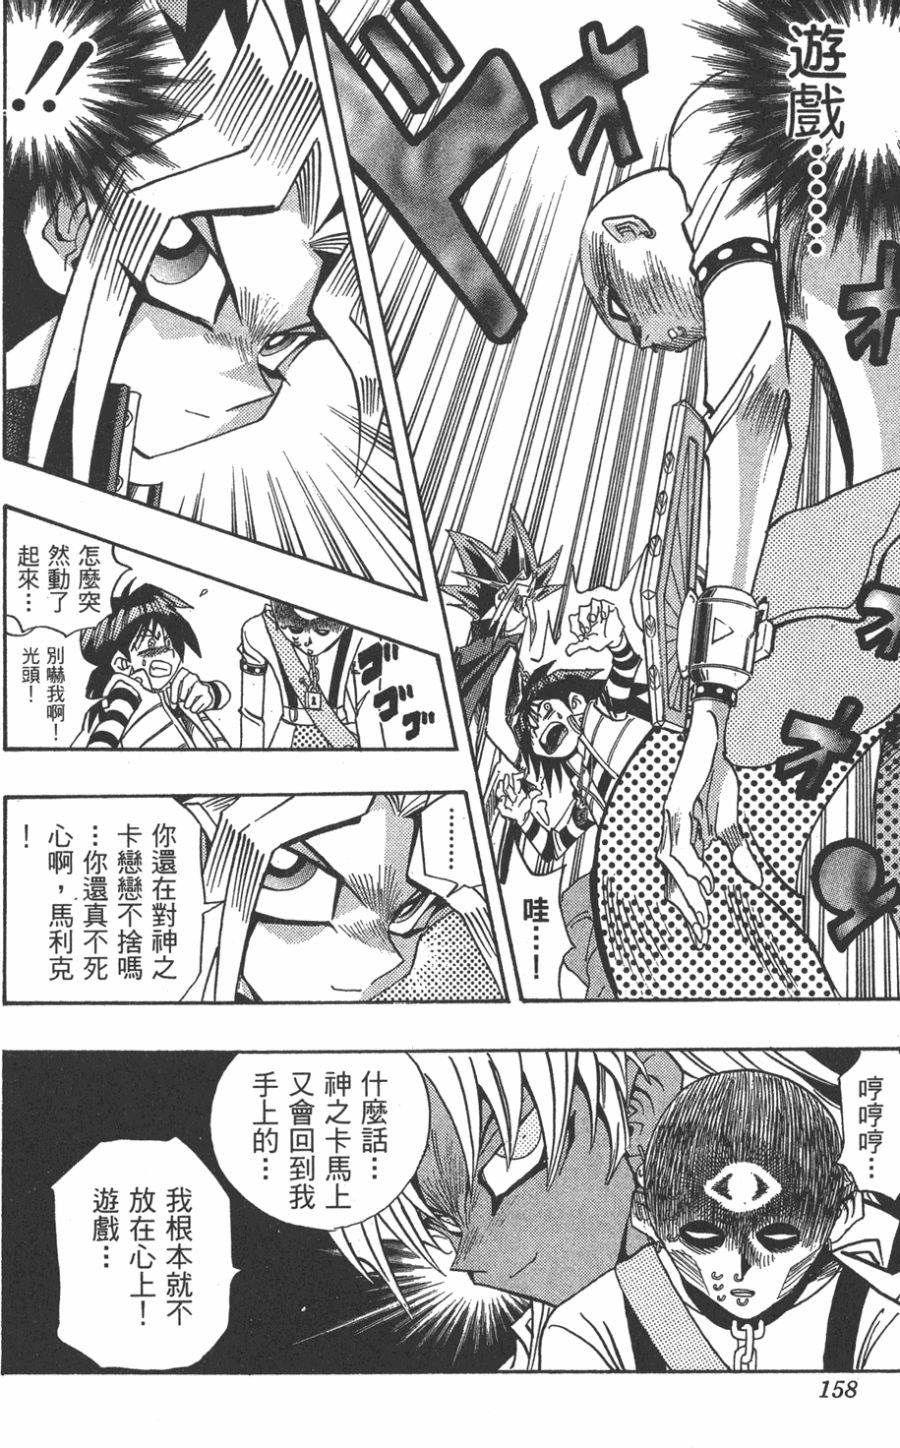 遊戲……
ドオオオオΩ
!!
哇…！
怎麼突
然動了
起來…
別嚇我啊！
光頭！
ゴゴゴ
………
你還在對神之
卡戀戀不捨嗎
…你還真不死
心啊，馬利克
！
哼哼哼…
什麼話…
神之卡馬上
又會回到我
手上的…
我根本就不
放在心上！
遊戲…
158